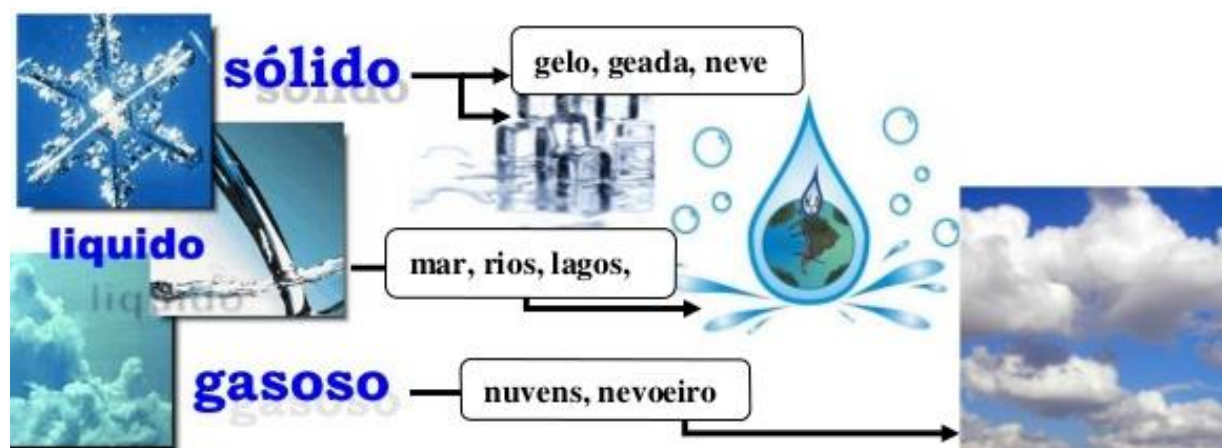 sólido
gelo, geada, neve
liquido
mar, rios, lagos,
gasoso
nuvens, nevoeiro